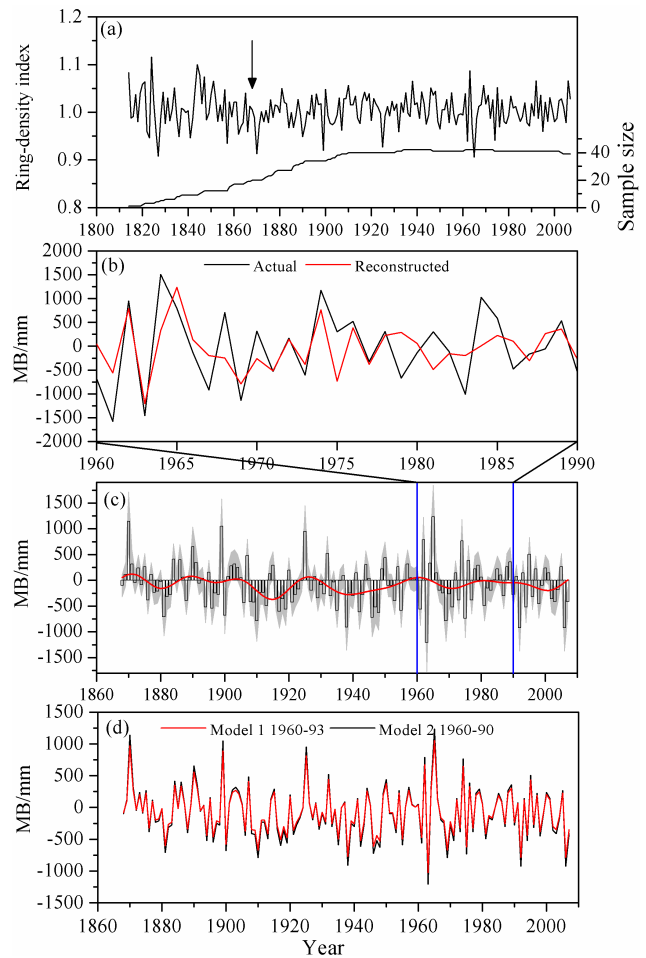 (a)
1.2
1.1
1.0
0.9
0.8
Ring-density index
40
20
0
Sample size
1800 1820 1840 1860 1880 1900 1920 1940 1960 1980 2000
(b)
Actual Reconstructed
2000
1500
1000
500
0
-500
-1000
-1500
-2000
MB/mm
1960 1965 1970 1975 1980 1985 1990
(c)
1500
1000
500
0
-500
-1000
-1500
MB/mm
1860 1880 1900 1920 1940 1960 1980 2000
(d)
Model 1 1960-93 Model 2 1960-90
1500
1000
500
0
-500
-1000
-1500
MB/mm
1860 1880 1900 1920 1940 1960 1980 2000
Year